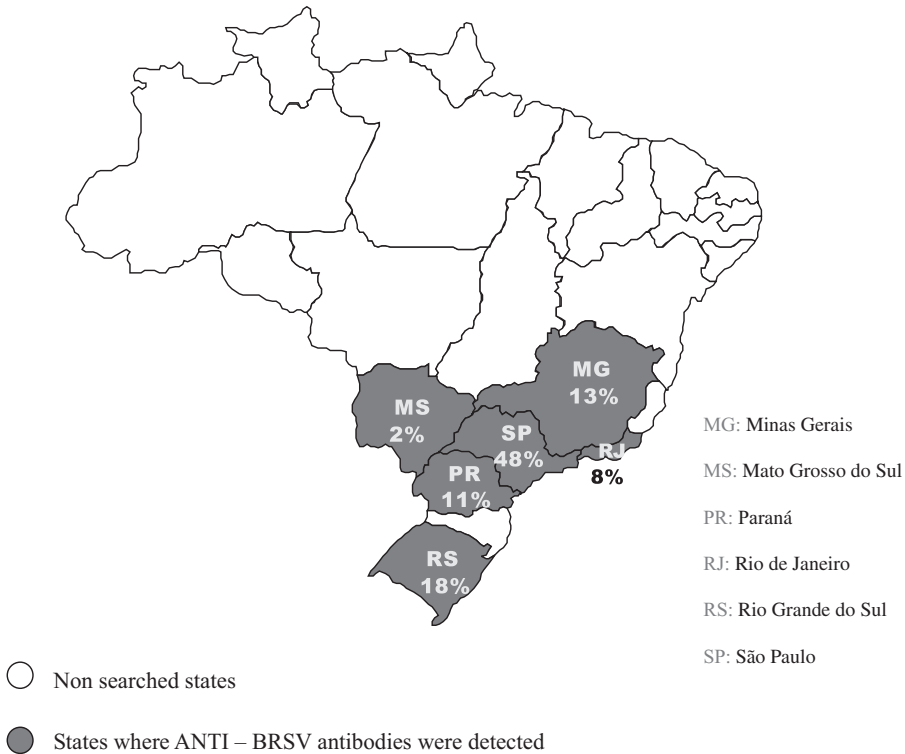 MG
13%
MS
2%
SP
48%
RJ
8%
PR
11%
RS
18%
MG: Minas Gerais
MS: Mato Grosso do Sul
PR: Paraná
RJ: Rio de Janeiro
RS: Rio Grande do Sul
SP: São Paulo
Non searched states
States where ANTI – BRSV antibodies were detected